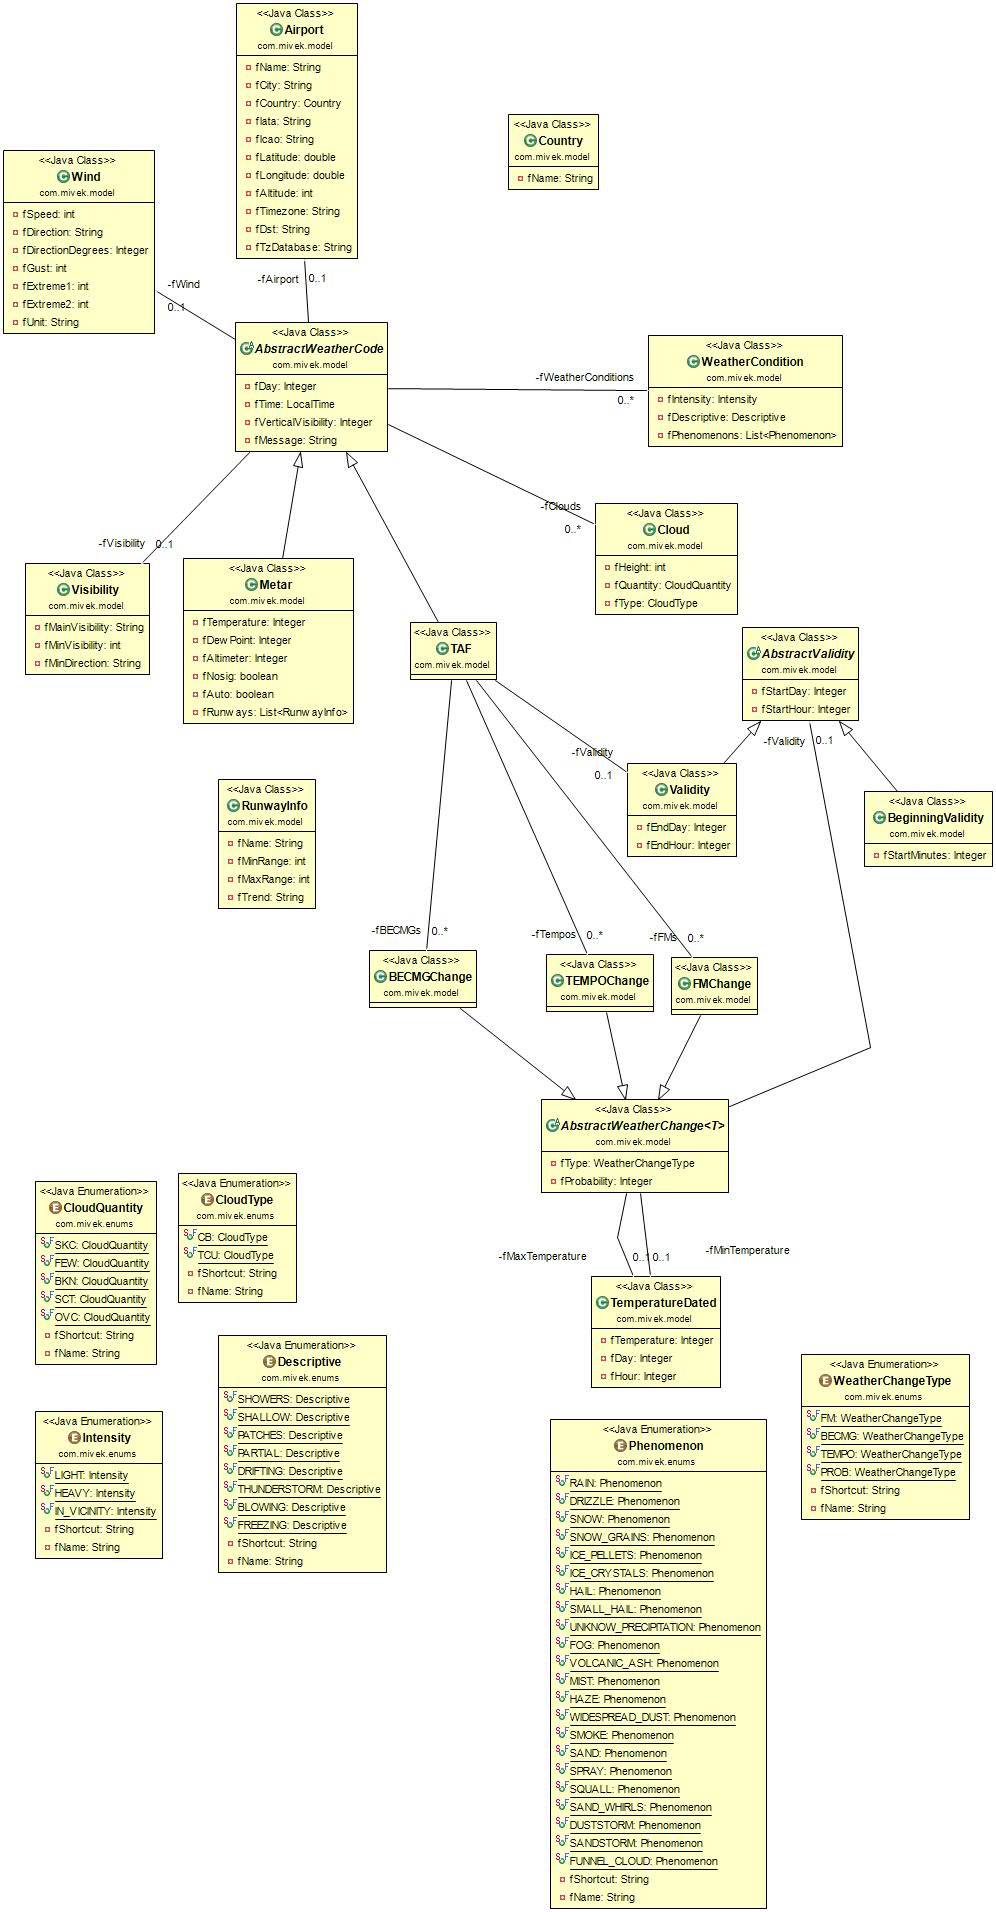 <<Java Class>>
Airport
com.mivek.model
fName: String
fCity: String
fCountry: Country
fIata: String
fIcao: String
fLatitude: double
fLongitude: double
fAltitude: int
fTimezone: String
fDst: String
fTzDatabase: String
<<Java Class>>
Country
com.mivek.model
fName: String
<<Java Class>>
Wind
com.mivek.model
fSpeed: int
fDirection: String
fDirectionDegrees: Integer
fGust: int
fExtreme1: int
fExtreme2: int
fUnit: String
-fWind
0..1
-fAirport
0..1
<<Java Class>>
AbstractWeatherCode
com.mivek.model
fDay: Integer
fTime: LocalTime
fVerticalVisibility: Integer
fMessage: String
-fWeatherConditions
0..*
<<Java Class>>
WeatherCondition
com.mivek.model
fIntensity: Intensity
fDescriptive: Descriptive
fPhenomenons: List<Phenomenon>
-fClouds
0..*
<<Java Class>>
Cloud
com.mivek.model
fHeight: int
fQuantity: CloudQuantity
fType: CloudType
-fVisibility
0..1
<<Java Class>>
Visibility
com.mivek.model
fMainVisibility: String
fMinVisibility: int
fMinDirection: String
<<Java Class>>
Metar
com.mivek.model
fTemperature: Integer
fDewPoint: Integer
fAltimeter: Integer
fNosig: boolean
fAuto: boolean
fRunways: List<RunwayInfo>
<<Java Class>>
TAF
com.mivek.model
<<Java Class>>
AbstractValidity
com.mivek.model
fStartDay: Integer
fStartHour: Integer
-fValidity
0..1
-fValidity
0..1
<<Java Class>>
Validity
com.mivek.model
fEndDay: Integer
fEndHour: Integer
<<Java Class>>
BeginningValidity
com.mivek.model
fStartMinutes: Integer
<<Java Class>>
RunwayInfo
com.mivek.model
fName: String
fMinRange: int
fMaxRange: int
fTrend: String
-fBECMGs
0..*
-fTempos
0..*
-fFMs
0..*
<<Java Class>>
BECMGChange
com.mivek.model
<<Java Class>>
TEMPOChange
com.mivek.model
<<Java Class>>
FMChange
com.mivek.model
<<Java Class>>
AbstractWeatherChange<T>
com.mivek.model
fType: WeatherChangeType
fProbability: Integer
-fMaxTemperature
0..1
0..1
-fMinTemperature
<<Java Class>>
TemperatureDated
com.mivek.model
fTemperature: Integer
fDay: Integer
fHour: Integer
<<Java Enumeration>>
CloudQuantity
com.mivek.enums
SKC: CloudQuantity
FEW: CloudQuantity
BKN: CloudQuantity
SCT: CloudQuantity
OVC: CloudQuantity
fShortcut: String
fName: String
<<Java Enumeration>>
CloudType
com.mivek.enums
CB: CloudType
TCU: CloudType
fShortcut: String
fName: String
<<Java Enumeration>>
Descriptive
com.mivek.enums
SHOWERS: Descriptive
SHALLOW: Descriptive
PATCHES: Descriptive
PARTIAL: Descriptive
DRIFTING: Descriptive
THUNDERSTORM: Descriptive
BLOWING: Descriptive
FREEZING: Descriptive
fShortcut: String
fName: String
<<Java Enumeration>>
Intensity
com.mivek.enums
LIGHT: Intensity
HEAVY: Intensity
IN_VICINITY: Intensity
fShortcut: String
fName: String
<<Java Enumeration>>
WeatherChangeType
com.mivek.enums
FM: WeatherChangeType
BECMG: WeatherChangeType
TEMPO: WeatherChangeType
PROB: WeatherChangeType
fShortcut: String
fName: String
<<Java Enumeration>>
Phenomenon
com.mivek.enums
RAIN: Phenomenon
DRIZZLE: Phenomenon
SNOW: Phenomenon
SNOW_GRAINS: Phenomenon
ICE_PELLETS: Phenomenon
ICE_CRYSTALS: Phenomenon
HAIL: Phenomenon
SMALL_HAIL: Phenomenon
UNKNOW_PRECIPITATION: Phenomenon
FOG: Phenomenon
VOLCANIC_ASH: Phenomenon
MIST: Phenomenon
HAZE: Phenomenon
WIDESPREAD_DUST: Phenomenon
SMOKE: Phenomenon
SAND: Phenomenon
SPRAY: Phenomenon
SQUALL: Phenomenon
SAND_WHIRLS: Phenomenon
DUSTSTORM: Phenomenon
SANDSTORM: Phenomenon
FUNNEL_CLOUD: Phenomenon
fShortcut: String
fName: String